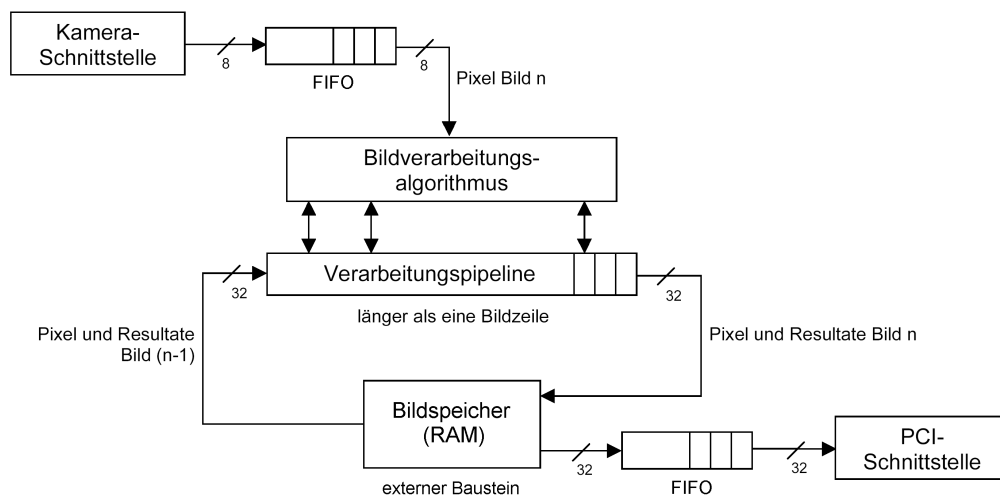 Kamera-
Schnittstelle
8
FIFO
8
Pixel Bild n
Bildverarbeitungs-
algorithmus
32
Verarbeitungspipeline
32
länger als eine Bildzeile
Pixel und Resultate
Bild (n-1)
Pixel und Resultate Bild n
Bildspeicher
(RAM)
externer Baustein
32
FIFO
32
PCI-
Schnittstelle